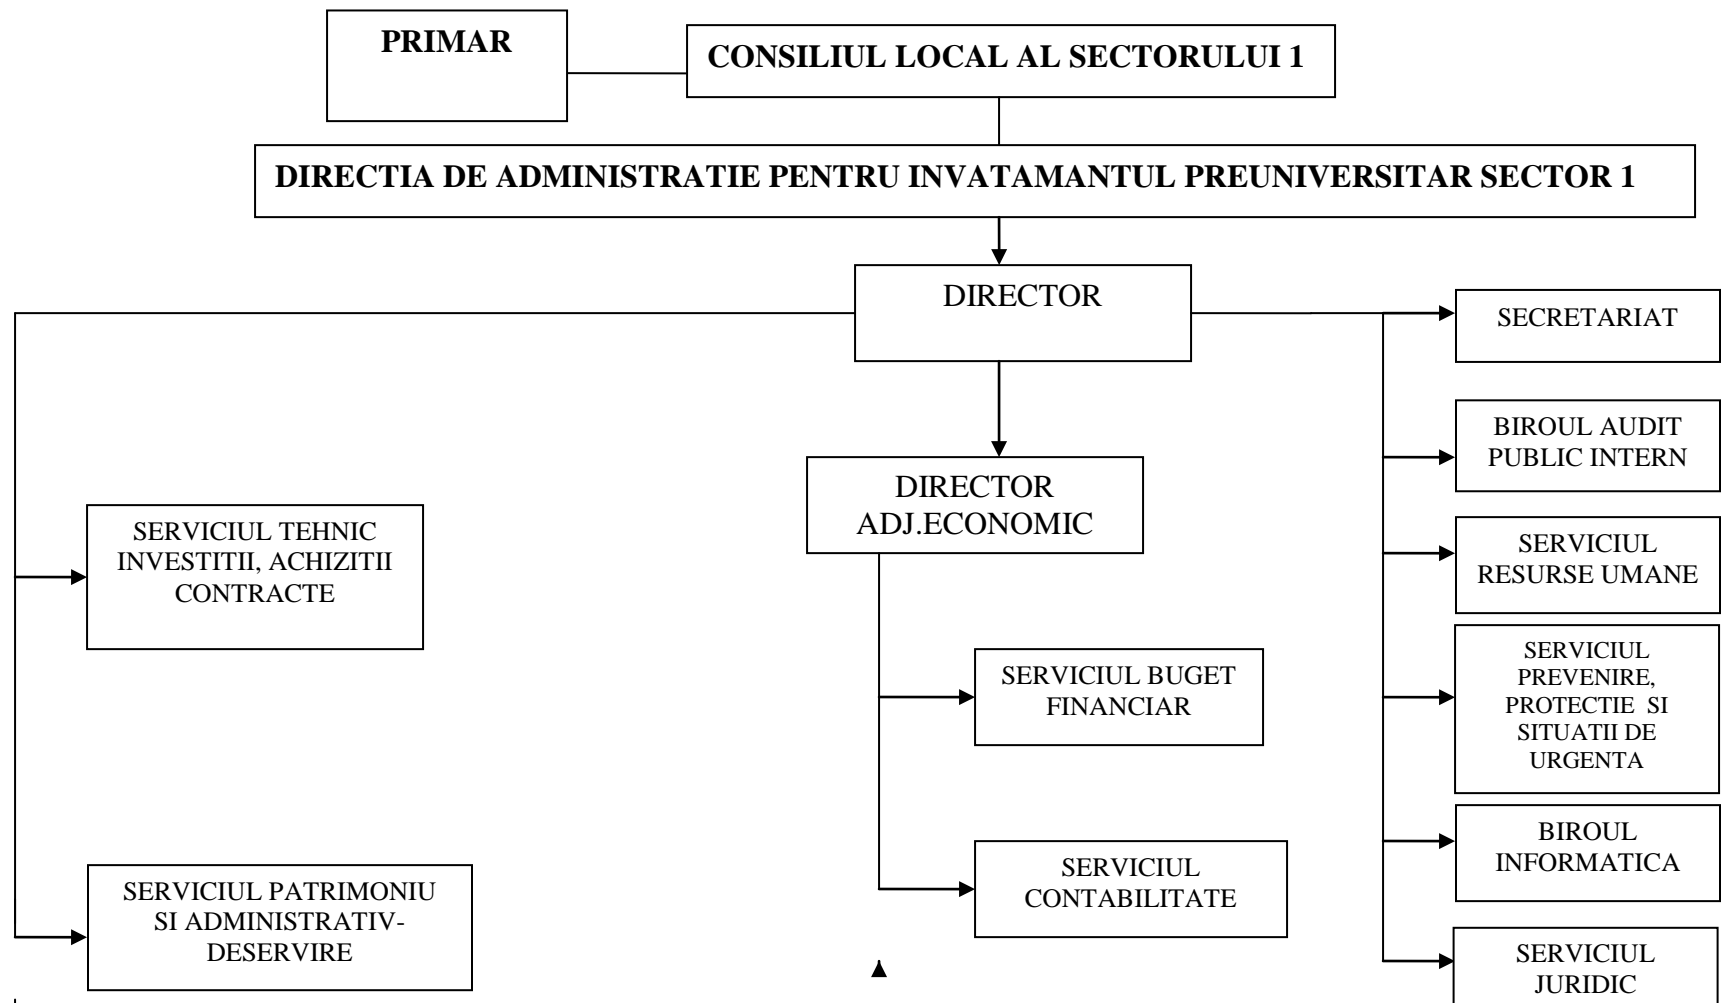 PRIMAR
CONSILIUL LOCAL AL SECTORULUI 1
DIRECTIA DE ADMINISTRATIE PENTRU INVATAMANTUL PREUNIVERSITAR SECTOR 1
DIRECTOR
SECRETARIAT
BIROUL AUDIT
PUBLIC INTERN
DIRECTOR
ADJ.ECONOMIC
SERVICIUL TEHNIC
INVESTITII, ACHIZITII
CONTRACTE
SERVICIUL
RESURSE UMANE
SERVICIUL BUGET
FINANCIAR
SERVICIUL
PREVENIRE,
PROTECTIE SI
SITUATII DE
URGENTA
BIROUL
INFORMATICA
SERVICIUL
CONTABILITATE
SERVICIUL PATRIMONIU
SI ADMINISTRATIV-
DESERVIRE
SERVICIUL
JURIDIC